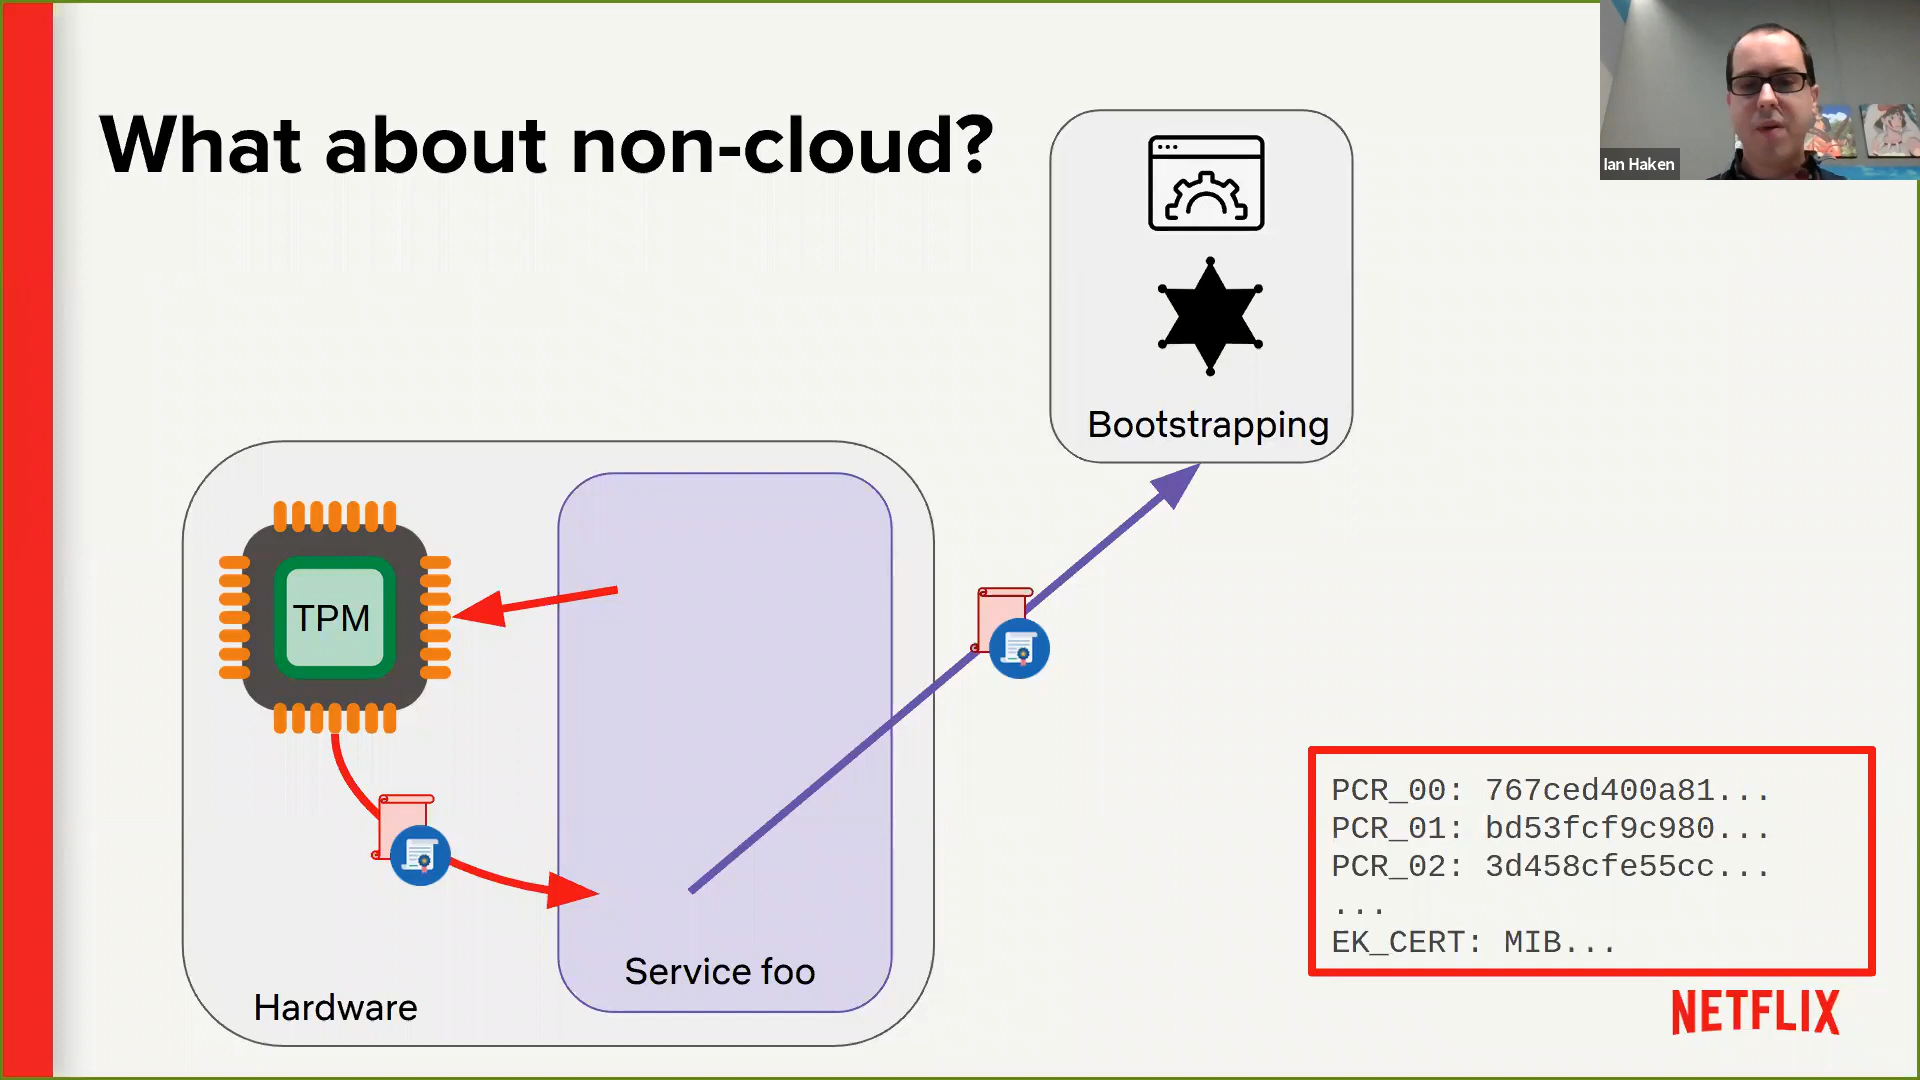 What about non-cloud?
Ian Haken
Bootstrapping
TPM
Service foo
Hardware
PCR_00: 767ced400a81...
PCR_01: bd53fcf9c980...
PCR_02: 3d458cfe55cc...
...
EK_CERT: MIB...
NETFLIX